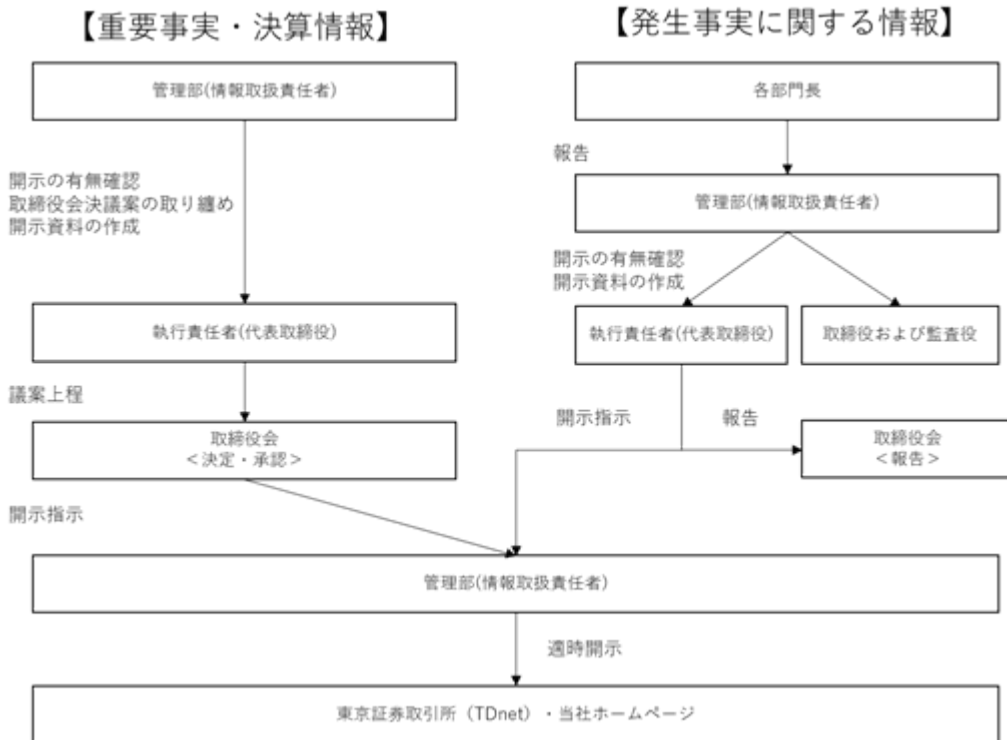 【重要事実・決算情報】
管理部(情報取扱責任者)
開示の有無確認
取締役会決議案の取り纏め
開示資料の作成
執行責任者(代表取締役)
議案上程
取締役会
＜決定・承認＞
開示指示
【発生事実に関する情報】
各部門長
報告
管理部(情報取扱責任者)
開示の有無確認
開示資料の作成
執行責任者(代表取締役)
取締役および監査役
開示指示
報告
取締役会
＜報告＞
管理部(情報取扱責任者)
適時開示
東京証券取引所（TDnet）・当社ホームページ